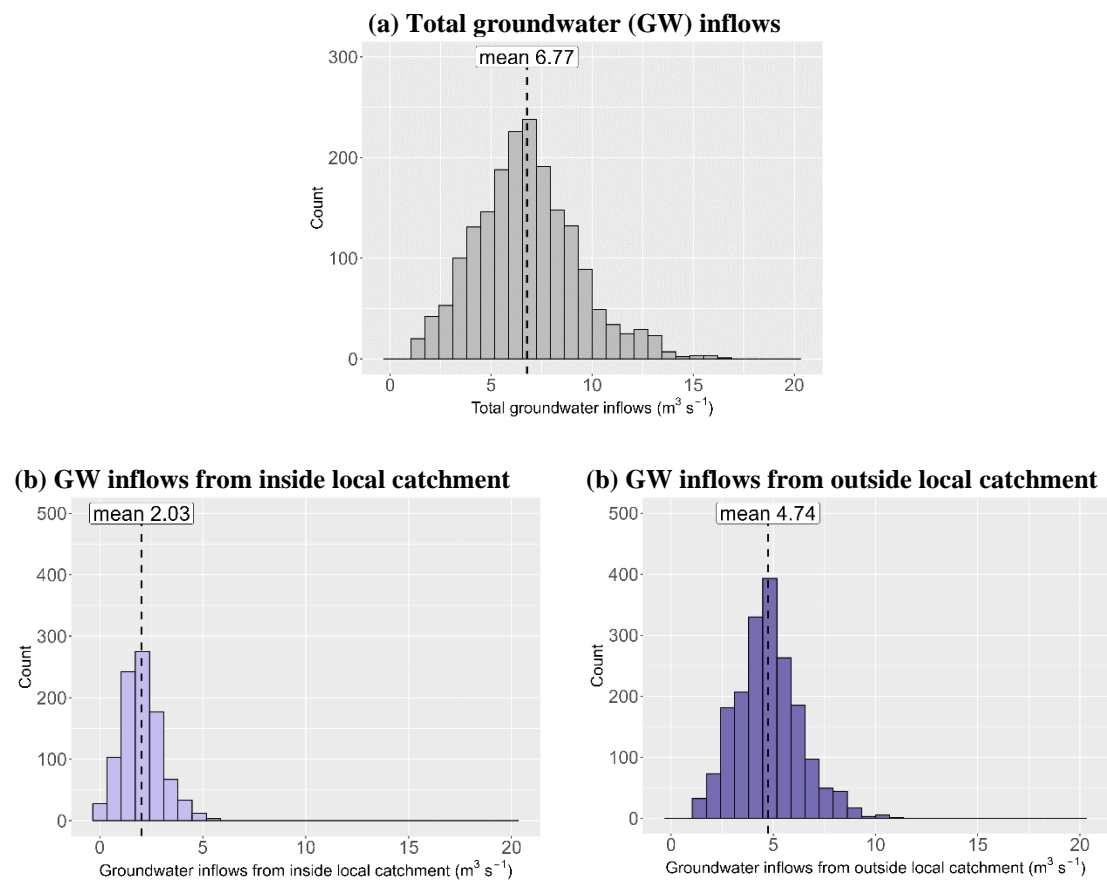 (a) Total groundwater (GW) inflows
mean 6.77
300
200
100
0
Count
0 5 10 15 20
Total groundwater inflows (m³ s⁻¹)
(b) GW inflows from inside local catchment
mean 2.03
500
400
300
200
100
0
Count
0 5 10 15 20
Groundwater inflows from inside local catchment (m³ s⁻¹)
(b) GW inflows from outside local catchment
mean 4.74
500
400
300
200
100
0
Count
0 5 10 15 20
Groundwater inflows from outside local catchment (m³ s⁻¹)